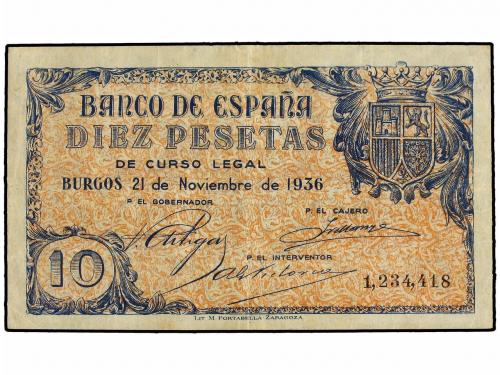 BANCO DE ESPAÑA
DIEZ PESETAS
DE CURSO LEGAL
BURGOS 21 de Noviembre de 1936
P. EL GOBERNADOR
P. EL CAJERO
P. EL INTERVENTOR
10
1,234,418
LIT. M. PORTABELLA ZARAGOZA